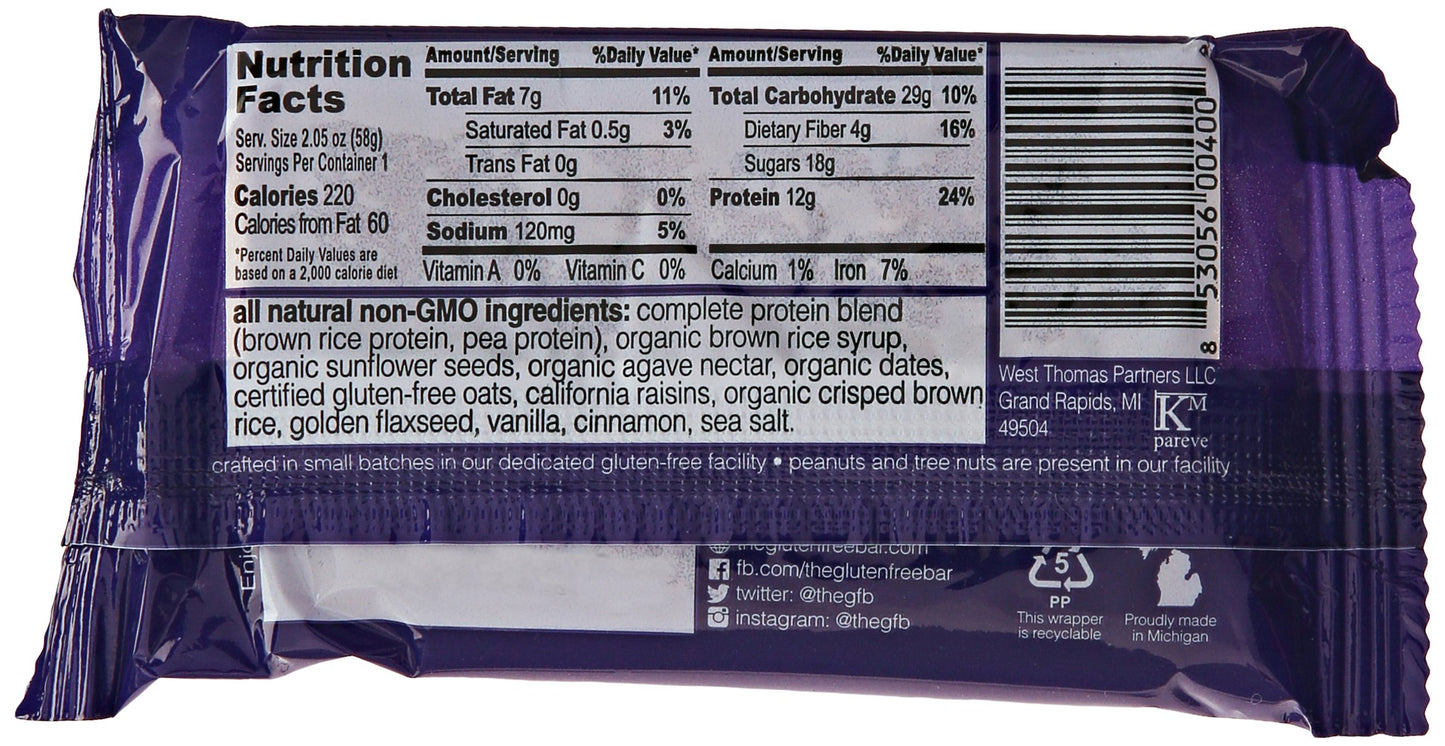 Nutrition
Facts
Serv. Size 2.05 oz (58g)
Servings Per Container 1
Calories 220
Calories from Fat 60
*Percent Daily Values are
based on a 2,000 calorie diet
Amount/Serving %Daily Value*
Total Fat 7g 11%
Saturated Fat 0.5g 3%
Trans Fat 0g
Cholesterol 0g 0%
Sodium 120mg 5%
Amount/Serving %Daily Value*
Total Carbohydrate 29g 10%
Dietary Fiber 4g 16%
Sugars 18g
Protein 12g 24%
Vitamin A 0% Vitamin C 0% Calcium 1% Iron 7%
all natural non-GMO ingredients: complete protein blend
(brown rice protein, pea protein), organic brown rice syrup,
organic sunflower seeds, organic agave nectar, organic dates,
certified gluten-free oats, california raisins, organic crisped brown
rice, golden flaxseed, vanilla, cinnamon, sea salt.
8 53056 00400 9
West Thomas Partners LLC
Grand Rapids, MI
49504
KM
pareve
crafted in small batches in our dedicated gluten-free facility • peanuts and tree nuts are present in our facility
theglutenfreebar.com
fb.com/theglutenfreebar
twitter: @thegfb
instagram: @thegfb
5
PP
This wrapper
is recyclable
Proudly made
in Michigan